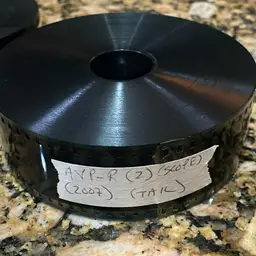 AVP-R (2) (SCOPE)
(2007) (TAIL)